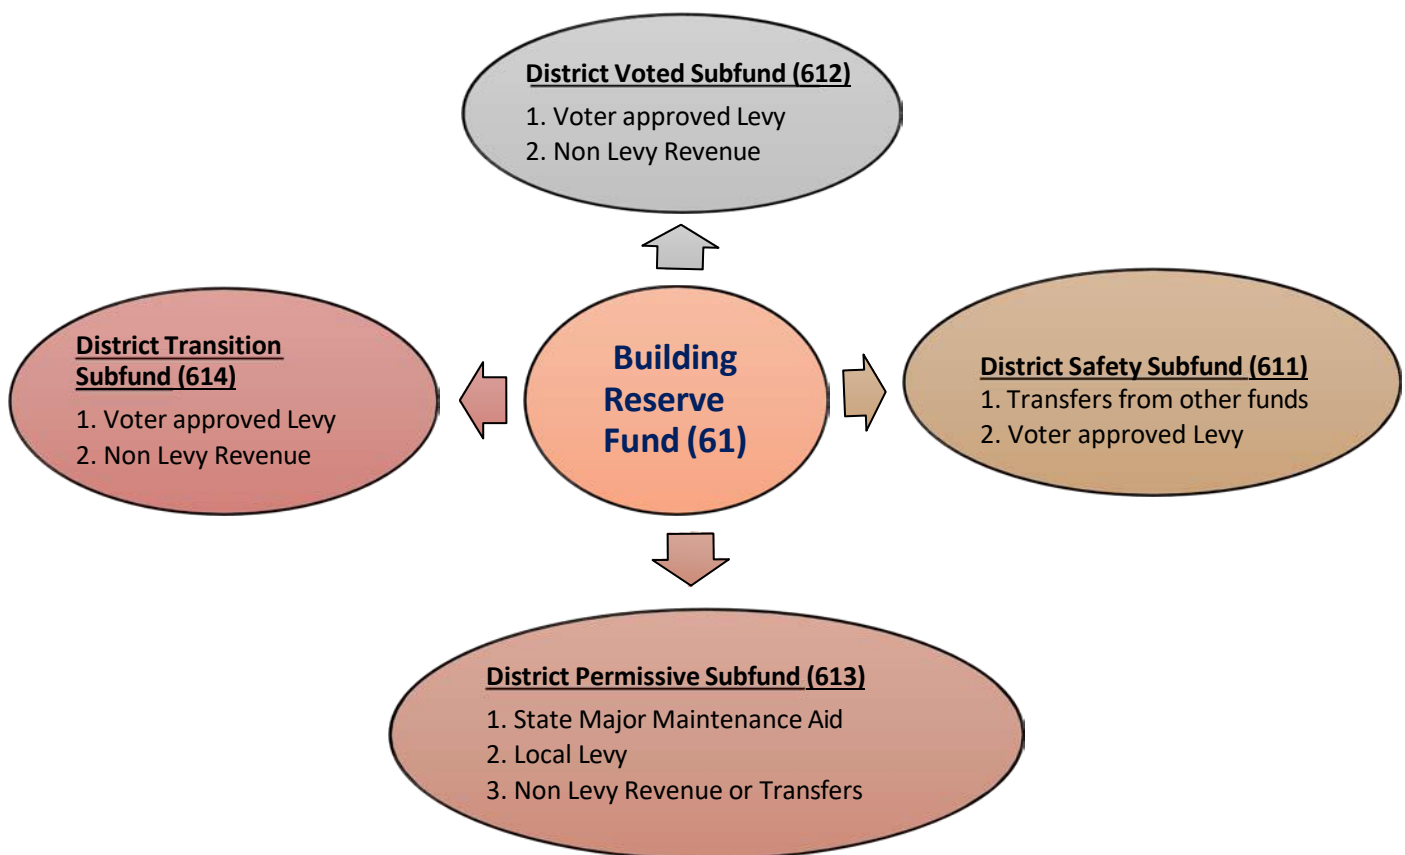 District Voted Subfund (612)
1. Voter approved Levy
2. Non Levy Revenue
District Transition
Subfund (614)
1. Voter approved Levy
2. Non Levy Revenue
Building
Reserve
Fund (61)
District Safety Subfund (611)
1. Transfers from other funds
2. Voter approved Levy
District Permissive Subfund (613)
1. State Major Maintenance Aid
2. Local Levy
3. Non Levy Revenue or Transfers